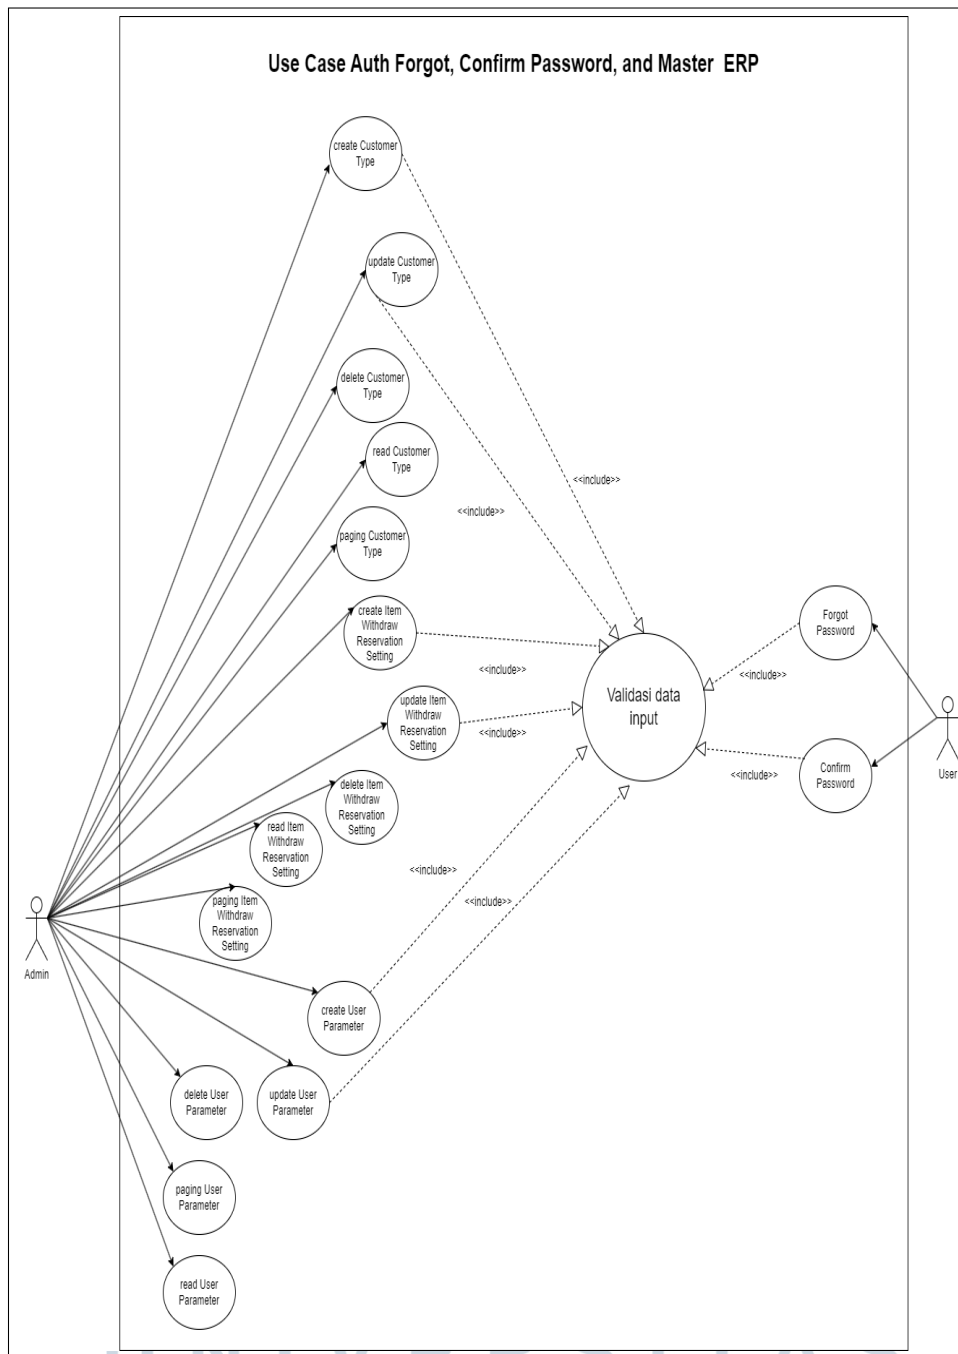 Use Case Auth Forgot, Confirm Password, and Master ERP
create Customer
Type
update Customer
Type
delete Customer
Type
read Customer
Type
<<include>>
<<include>>
paging Customer
Type
create Item
Withdraw
Reservation
Setting
<<include>>
Forgot
Password
<<include>>
Validasi data
input
update Item
Withdraw
Reservation
Setting
<<include>>
User
Confirm
Password
<<include>>
delete Item
Withdraw
Reservation
Setting
read Item
Withdraw
Reservation
Setting
<<include>>
<<include>>
paging Item
Withdraw
Reservation
Setting
Admin
create User
Parameter
delete User
Parameter
update User
Parameter
paging User
Parameter
read User
Parameter